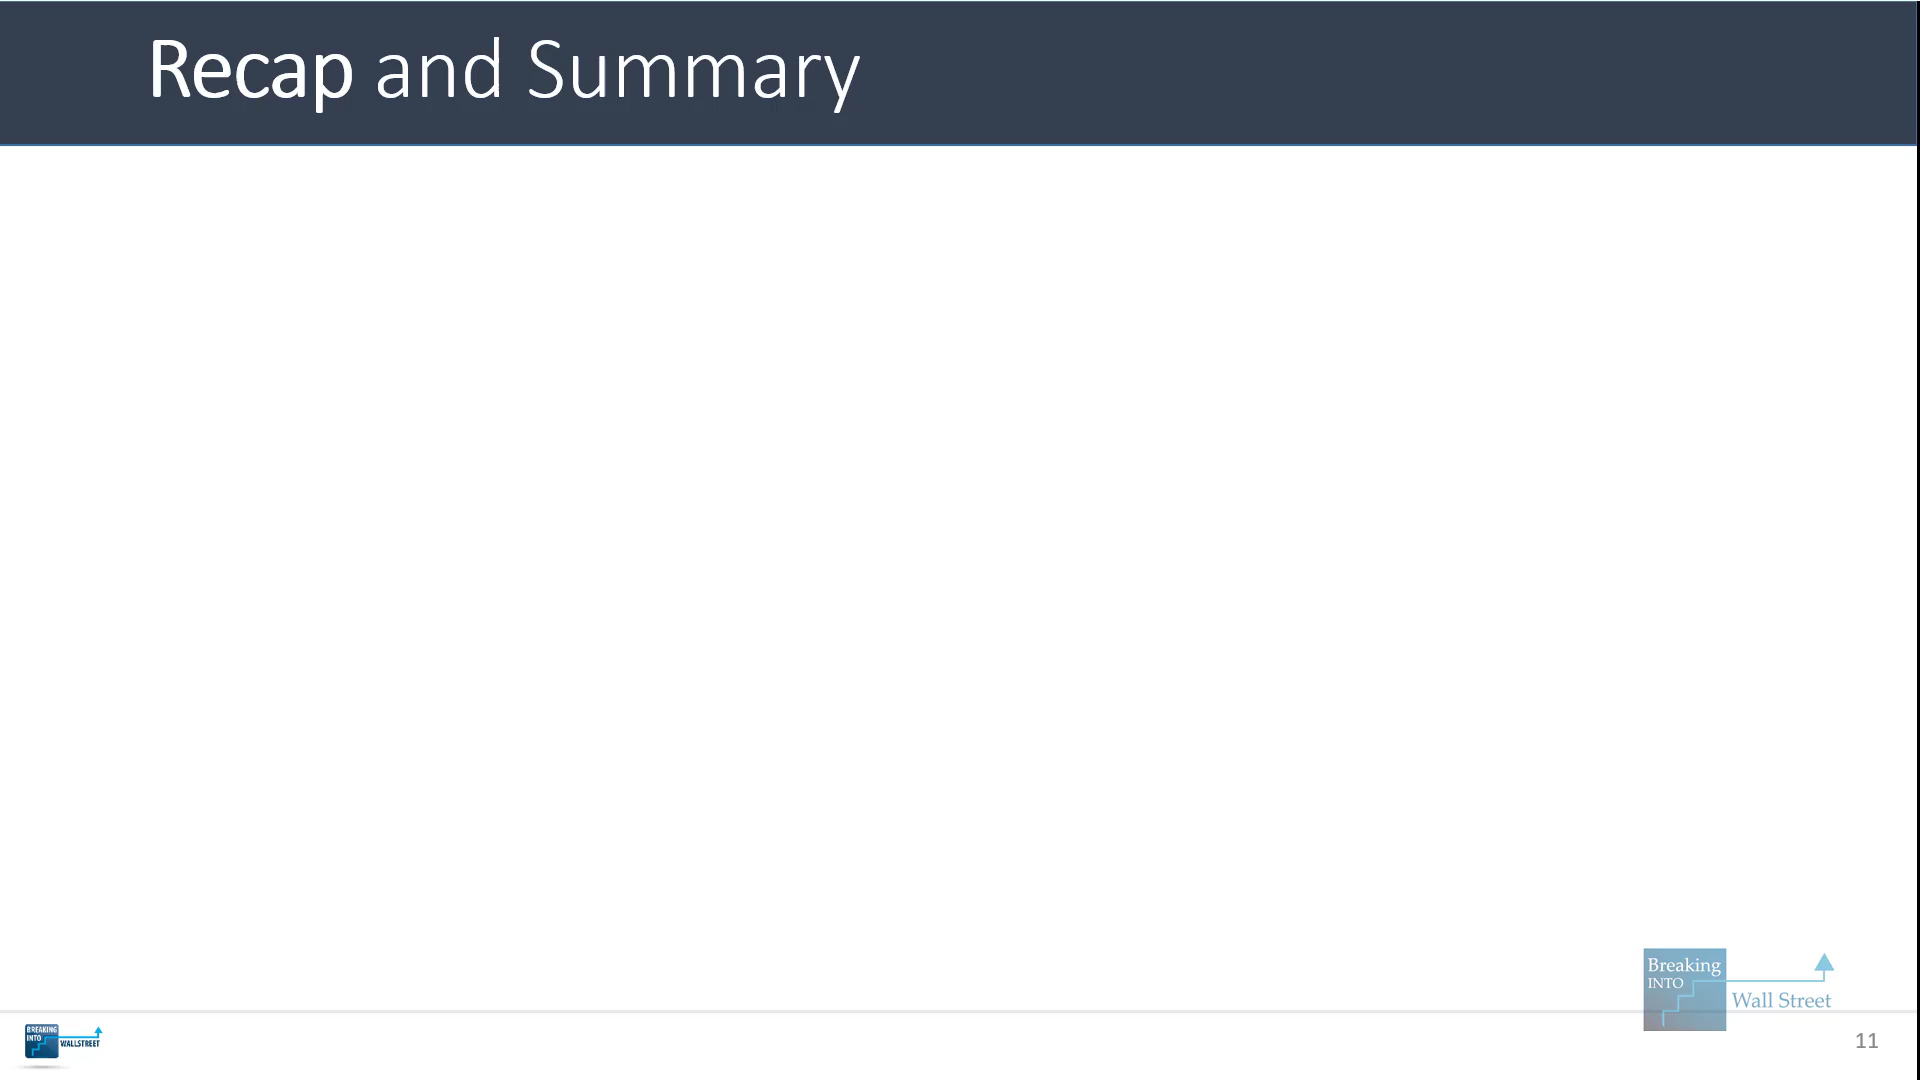 Recap and Summary
Breaking
INTO
Wall Street
BREAKING
INTO
WALLSTREET
11